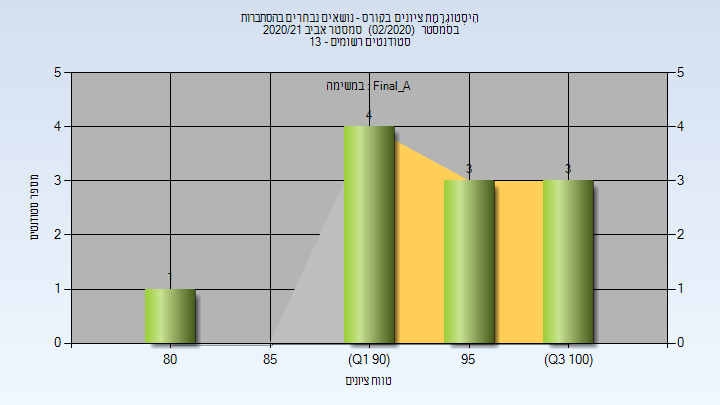 היסטוגרמת ציונים בקורס - נושאים נבחרים בהסתברות
בסמסטר (02/2020) סמסטר אביב 2020/21
סטודנטים רשומים - 13
במשימה : Final_A
מספר סטודנטים
5 5
4 4
3 3
2 2
1 1
0 0
1 4 3 3
80 85 (Q1 90) 95 (Q3 100)
טווח ציונים